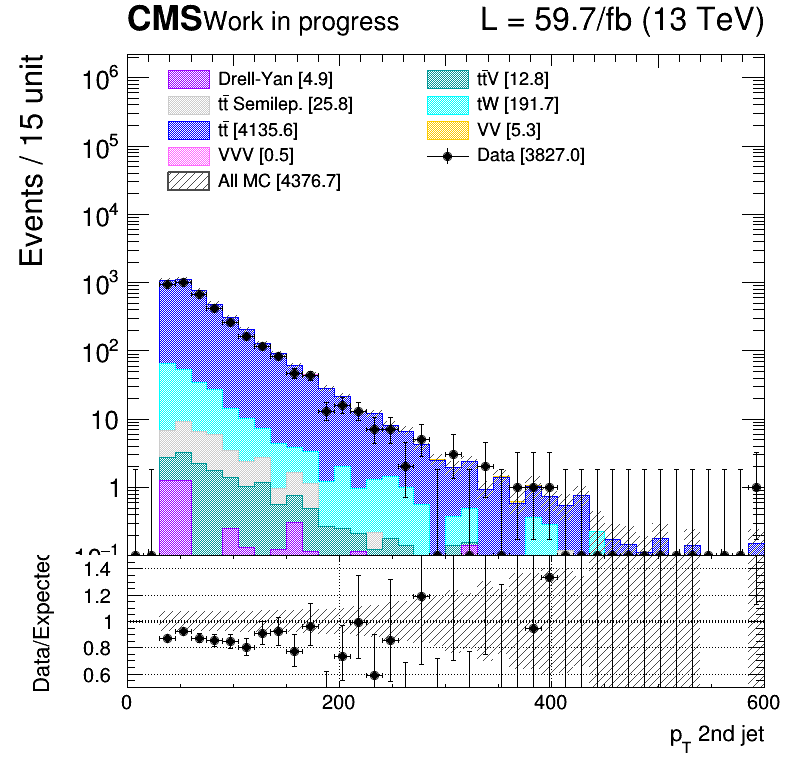 CMS Work in progress L = 59.7/fb (13 TeV)
Events / 15 unit
Drell-Yan [4.9]
tt̄ Semilep. [25.8]
tt̄ [4135.6]
VVV [0.5]
All MC [4376.7]
tt̄V [12.8]
tW [191.7]
VV [5.3]
Data [3827.0]
10⁶
10⁵
10⁴
10³
10²
10
1
10⁻¹
Data/Expected
1.4
1.2
1
0.8
0.6
0 200 400 600
p_T 2nd jet